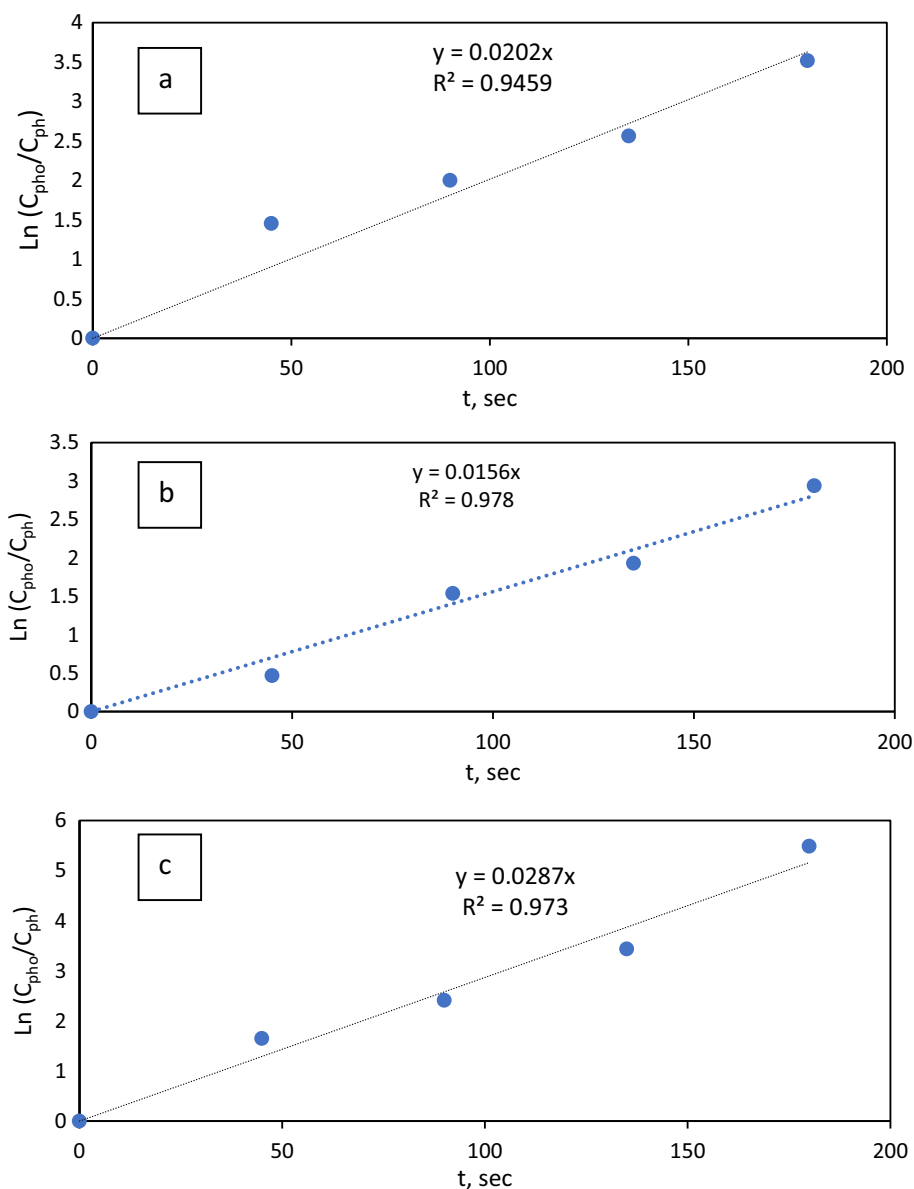 a
y = 0.0202x
R² = 0.9459
Ln (Cpho/Cph)
4
3.5
3
2.5
2
1.5
1
0.5
0
0 50 100 150 200
t, sec
b
y = 0.0156x
R² = 0.978
Ln (Cpho/Cph)
3.5
3
2.5
2
1.5
1
0.5
0
0 50 100 150 200
t, sec
c
y = 0.0287x
R² = 0.973
Ln (Cpho/Cph)
6
5
4
3
2
1
0
0 50 100 150 200
t, sec